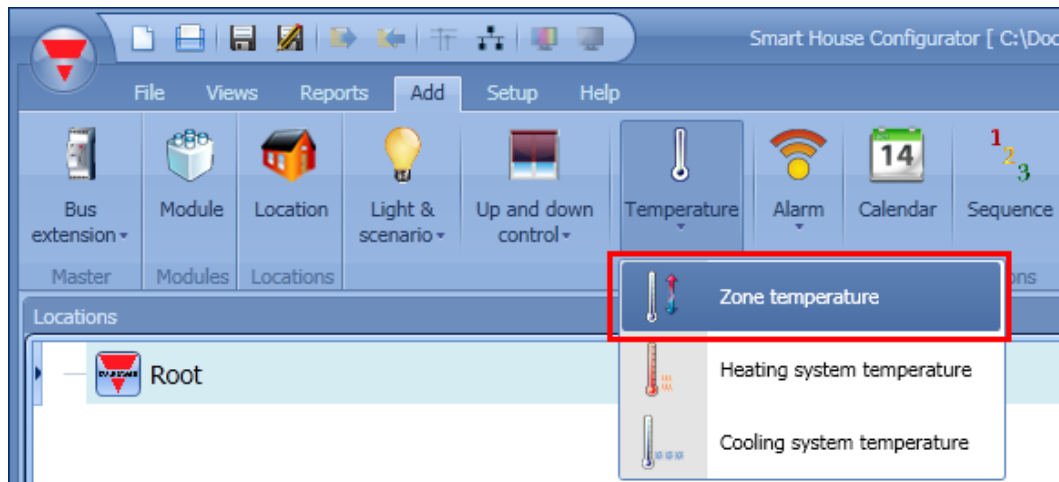 Smart House Configurator [ C:\Doc
File Views Reports Add Setup Help
14
1
2
3
Bus extension
Module
Location
Light & scenario
Up and down control
Temperature
Alarm
Calendar
Sequence
Master
Modules
Locations
ons
Zone temperature
Locations
Root
Heating system temperature
Cooling system temperature